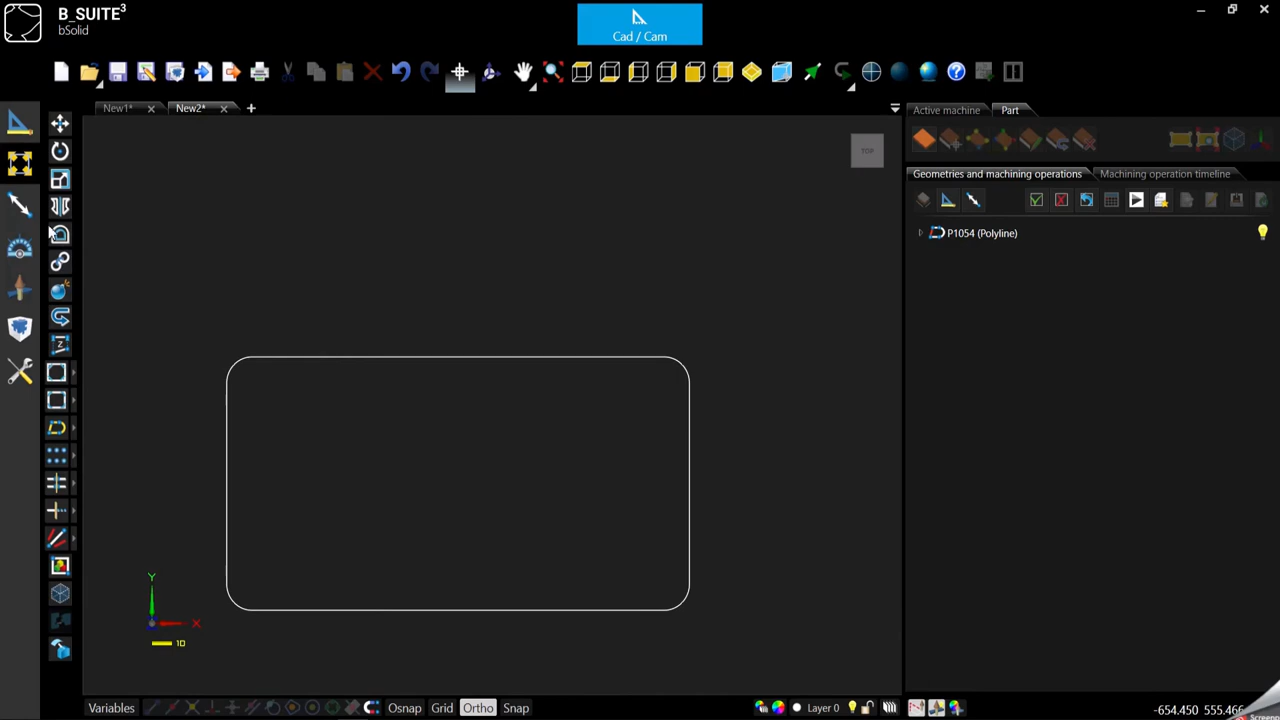 B_SUITE³
bSolid
Cad / Cam
New1*
New2*
Active machine
Part
TOP
Geometries and machining operations
Machining operation timeline
P1054 (Polyline)
Y
X
10
Z
Variables
Osnap
Grid
Ortho
Snap
Layer 0
-654.450 555.466